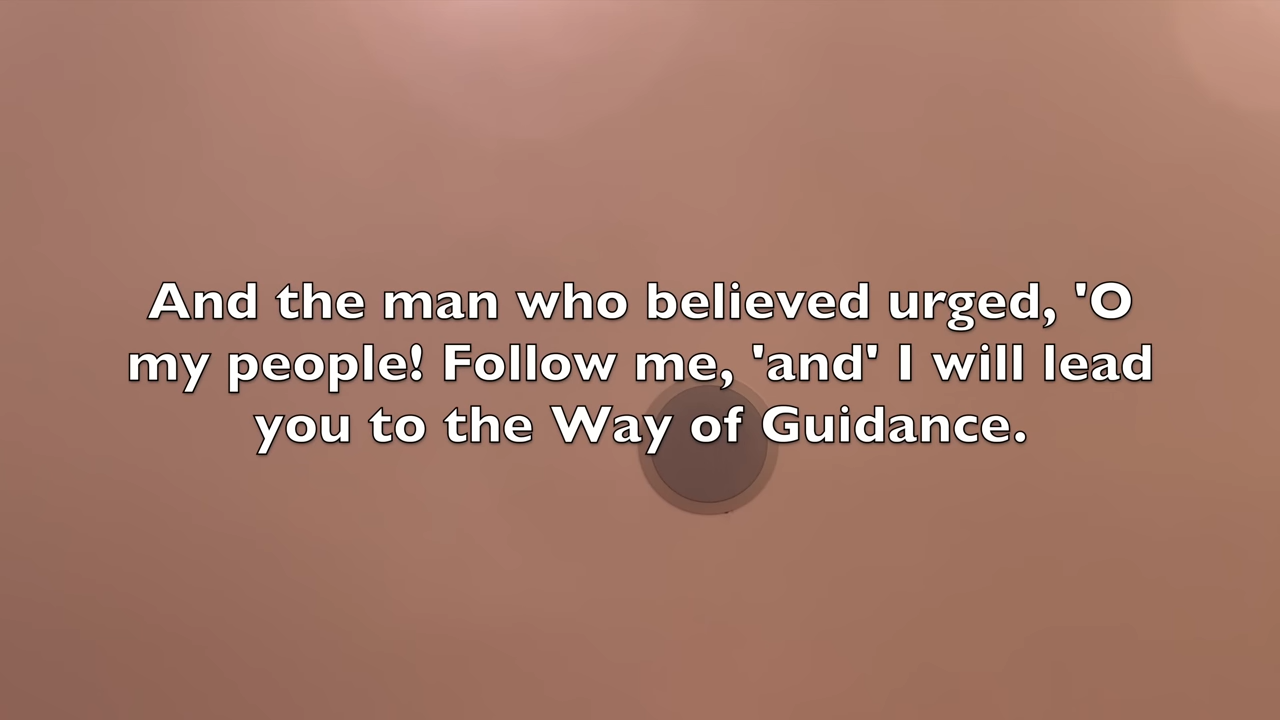 And the man who believed urged, 'O
my people! Follow me, 'and' I will lead
you to the Way of Guidance.